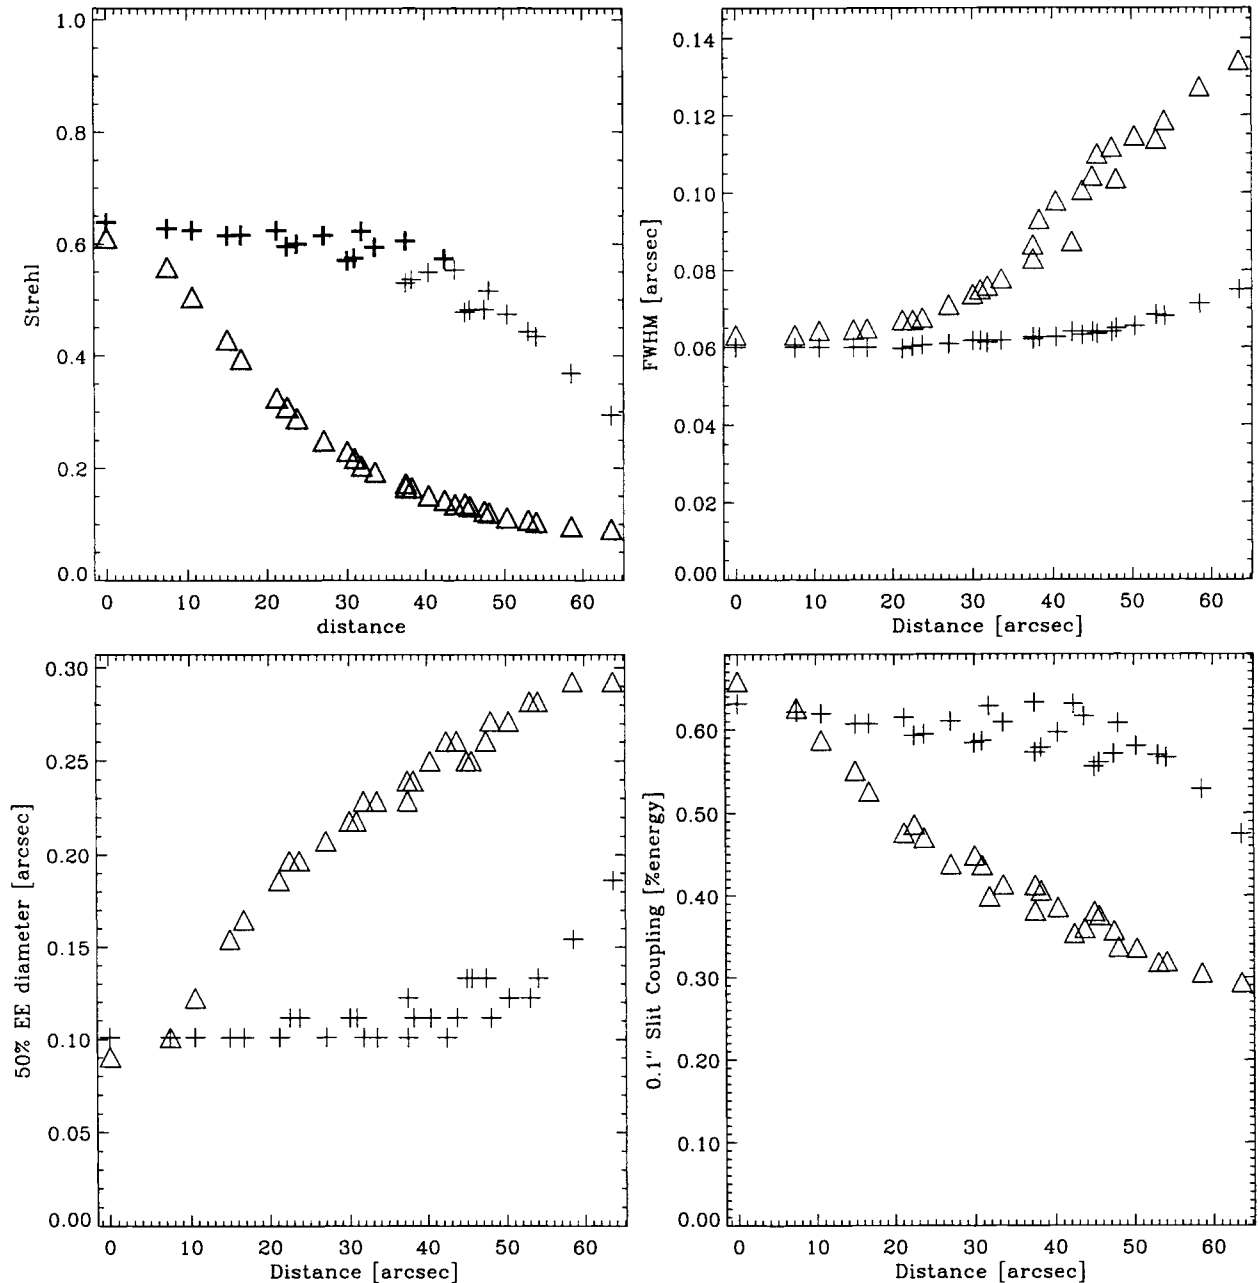 1.0
0.8
0.6
0.4
0.2
0.0
Strehl
0 10 20 30 40 50 60
distance
0.14
0.12
0.10
0.08
0.06
0.04
0.02
0.00
FWHM [arcsec]
0 10 20 30 40 50 60
Distance [arcsec]
0.30
0.25
0.20
0.15
0.10
0.05
0.00
50% EE diameter [arcsec]
0 10 20 30 40 50 60
Distance [arcsec]
0.60
0.50
0.40
0.30
0.20
0.10
0.00
0.1" Slit Coupling [%energy]
0 10 20 30 40 50 60
Distance [arcsec]